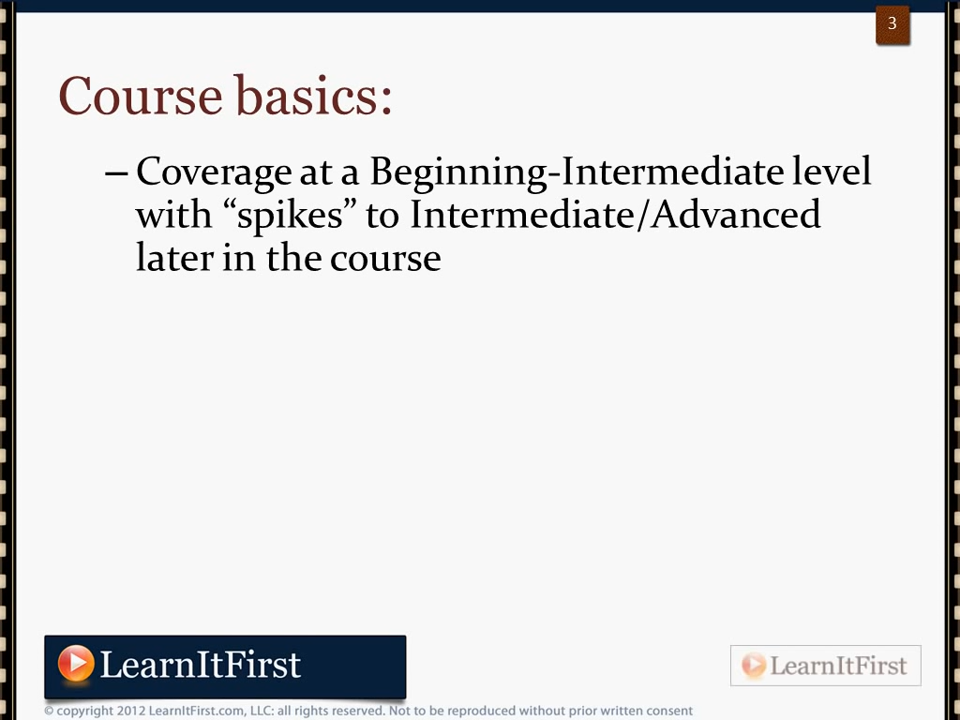 3
Course basics:
– Coverage at a Beginning-Intermediate level
with “spikes” to Intermediate/Advanced
later in the course
LearnItFirst
LearnItFirst
© copyright 2012 LearnItFirst.com, LLC: all rights reserved. Not to be reproduced without prior written consent